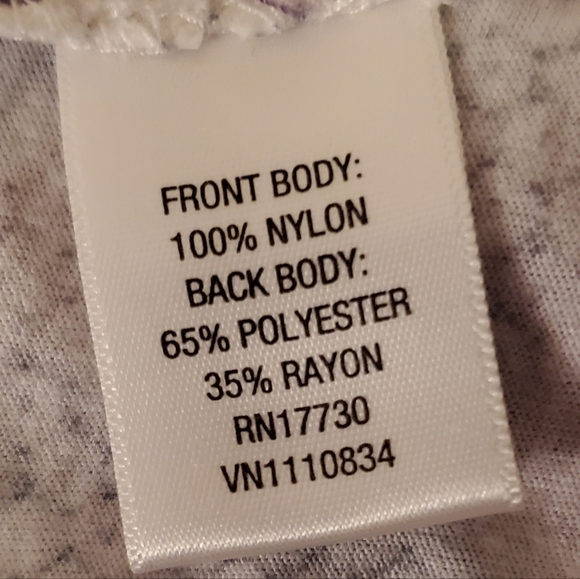 FRONT BODY:
100% NYLON
BACK BODY:
65% POLYESTER
35% RAYON
RN17730
VN1110834